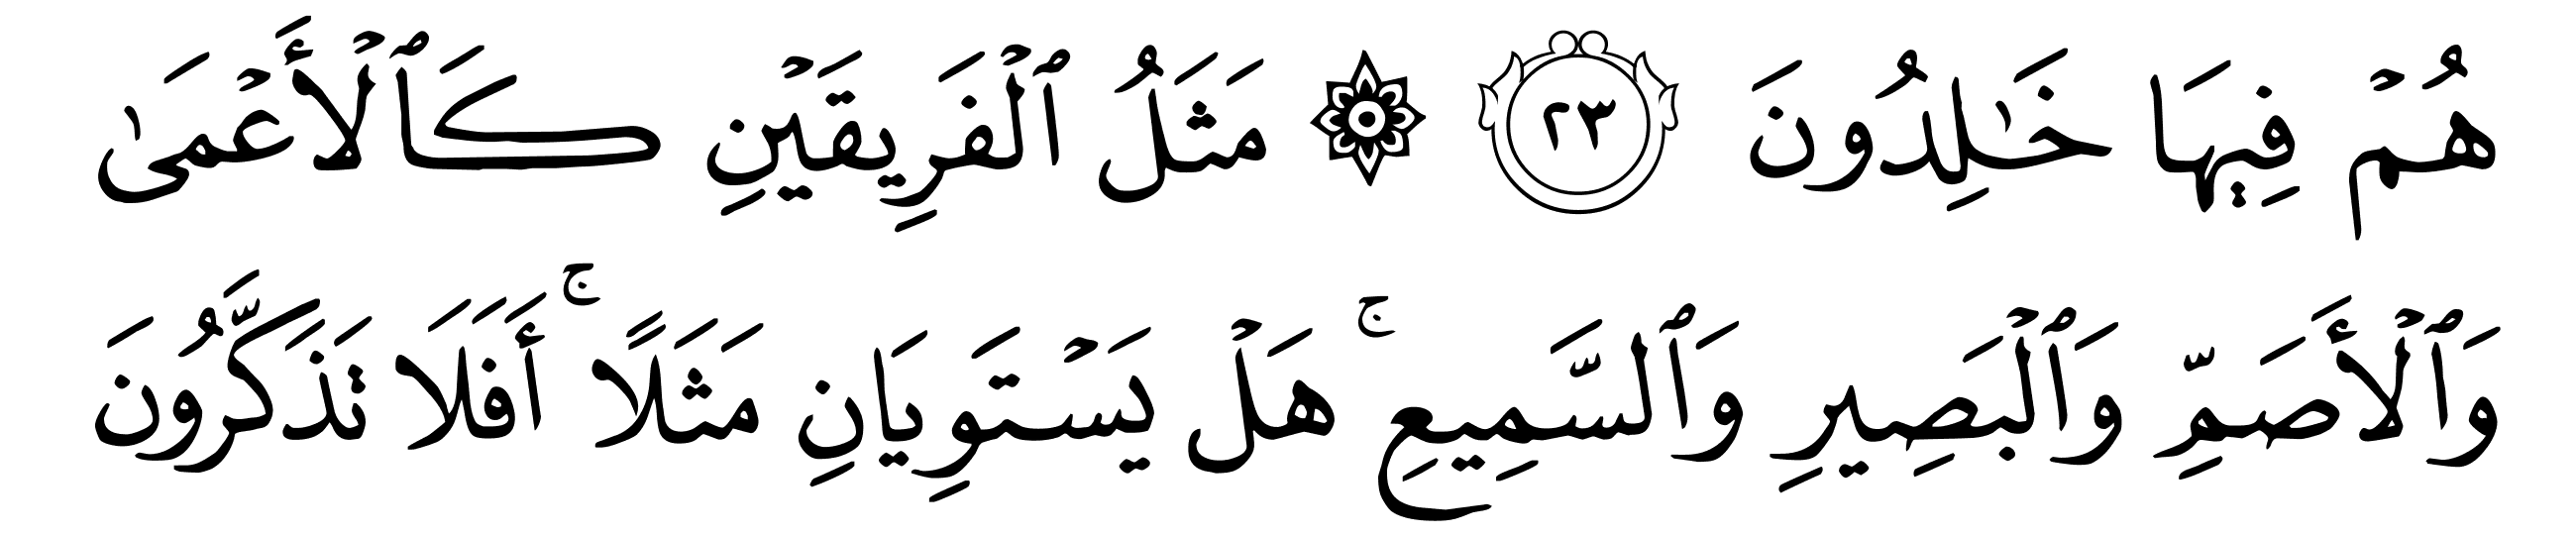 هُمۡ فِيهَا خَٰلِدُونَ ٢٣ ۞ مَثَلُ ٱلۡفَرِيقَيۡنِ كَٱلۡأَعۡمَىٰ
وَٱلۡأَصَمِّ وَٱلۡبَصِيرِ وَٱلسَّمِيعِۚ هَلۡ يَسۡتَوِيَانِ مَثَلًاۚ أَفَلَا تَذَكَّرُونَ